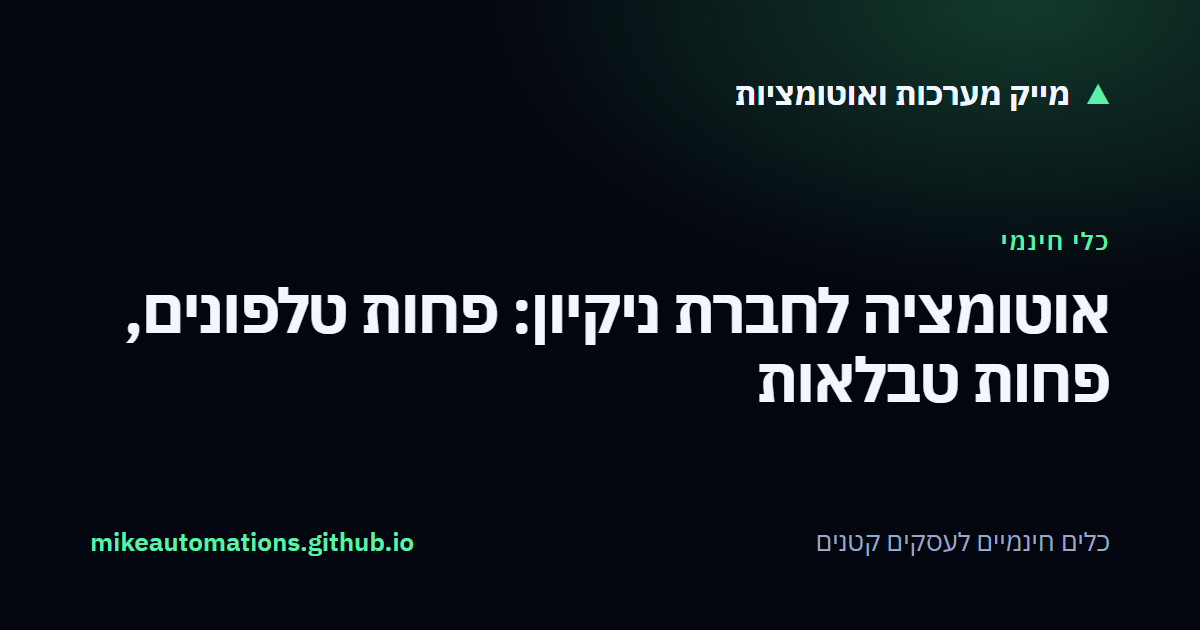 מייק מערכות ואוטומציות
כלי חינמי
אוטומציה לחברת ניקיון: פחות טלפונים,
פחות טבלאות
כלים חינמיים לעסקים קטנים
mikeautomations.github.io